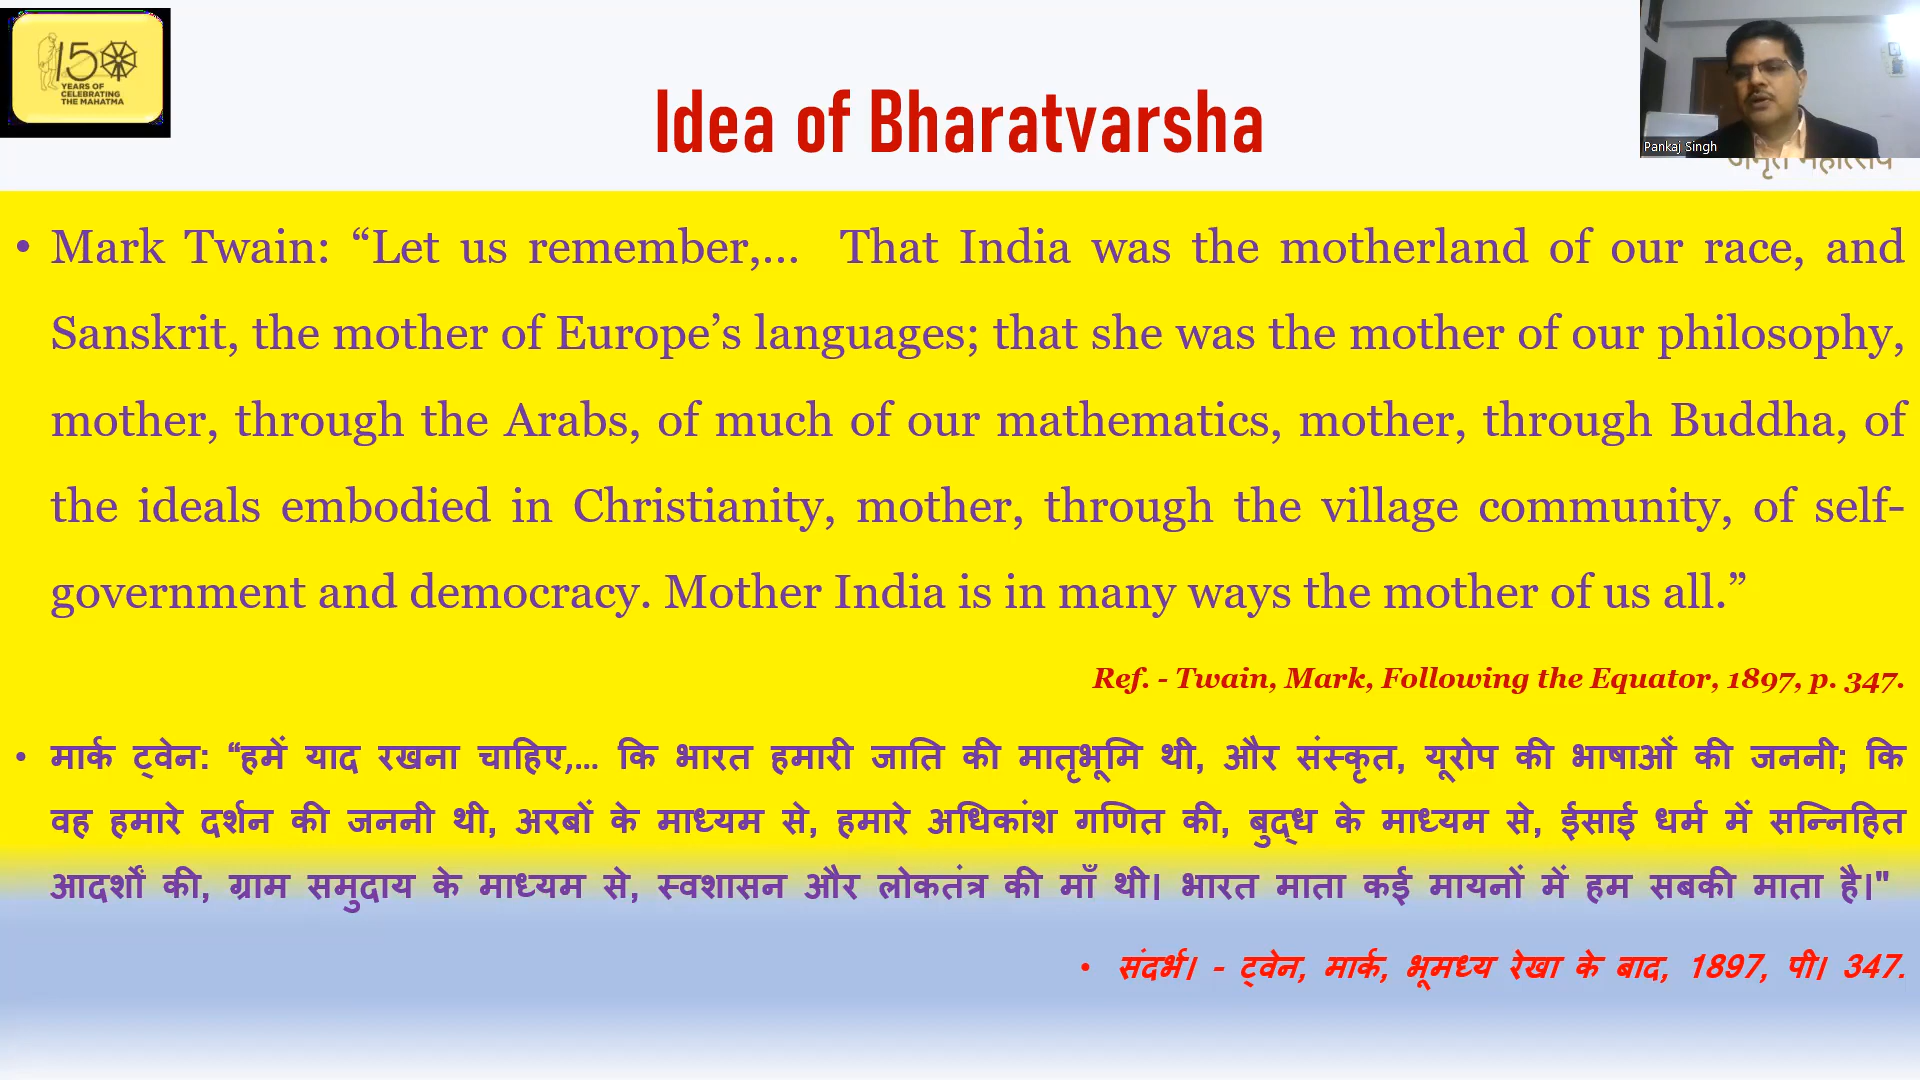 150
YEARS OF
CELEBRATING
THE MAHATMA
Idea of Bharatvarsha
Pankaj Singh
अमृत महोत्सव
• Mark Twain: “Let us remember,... That India was the motherland of our race, and
Sanskrit, the mother of Europe’s languages; that she was the mother of our philosophy,
mother, through the Arabs, of much of our mathematics, mother, through Buddha, of
the ideals embodied in Christianity, mother, through the village community, of self-
government and democracy. Mother India is in many ways the mother of us all.”
Ref. - Twain, Mark, Following the Equator, 1897, p. 347.
• मार्क ट्वेन: “हमें याद रखना चाहिए,... कि भारत हमारी जाति की मातृभूमि थी, और संस्कृत, यूरोप की भाषाओं की जननी; कि
वह हमारे दर्शन की जननी थी, अरबों के माध्यम से, हमारे अधिकांश गणित की, बुद्ध के माध्यम से, ईसाई धर्म में सन्निहित
आदर्शों की, ग्राम समुदाय के माध्यम से, स्वशासन और लोकतंत्र की माँ थी। भारत माता कई मायनों में हम सबकी माता है।"
• संदर्भ। - ट्वेन, मार्क, भूमध्य रेखा के बाद, 1897, पी। 347.